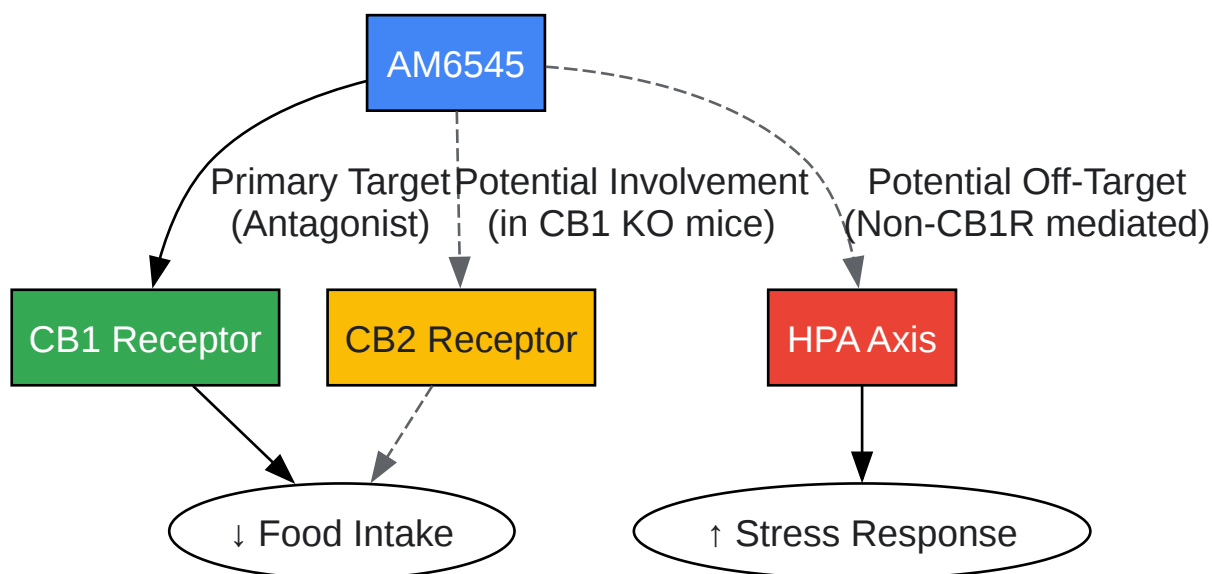 AM6545
Primary Target
(Antagonist)
Potential Involvement
(in CB1 KO mice)
Potential Off-Target
(Non-CB1R mediated)
CB1 Receptor
CB2 Receptor
HPA Axis
↓ Food Intake
↑ Stress Response